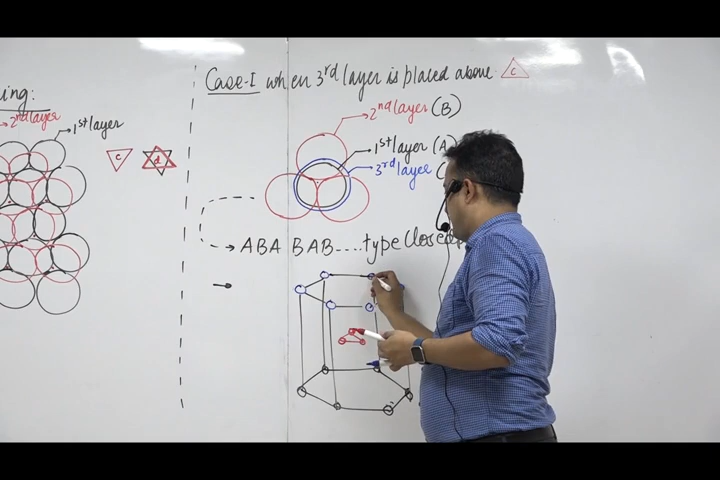 ing:
2nd layer
1st layer
c
d
Case-I when 3rd layer is placed above c
2nd layer (B)
1st layer (A)
3rd layer (
ABA BAB....type Closed